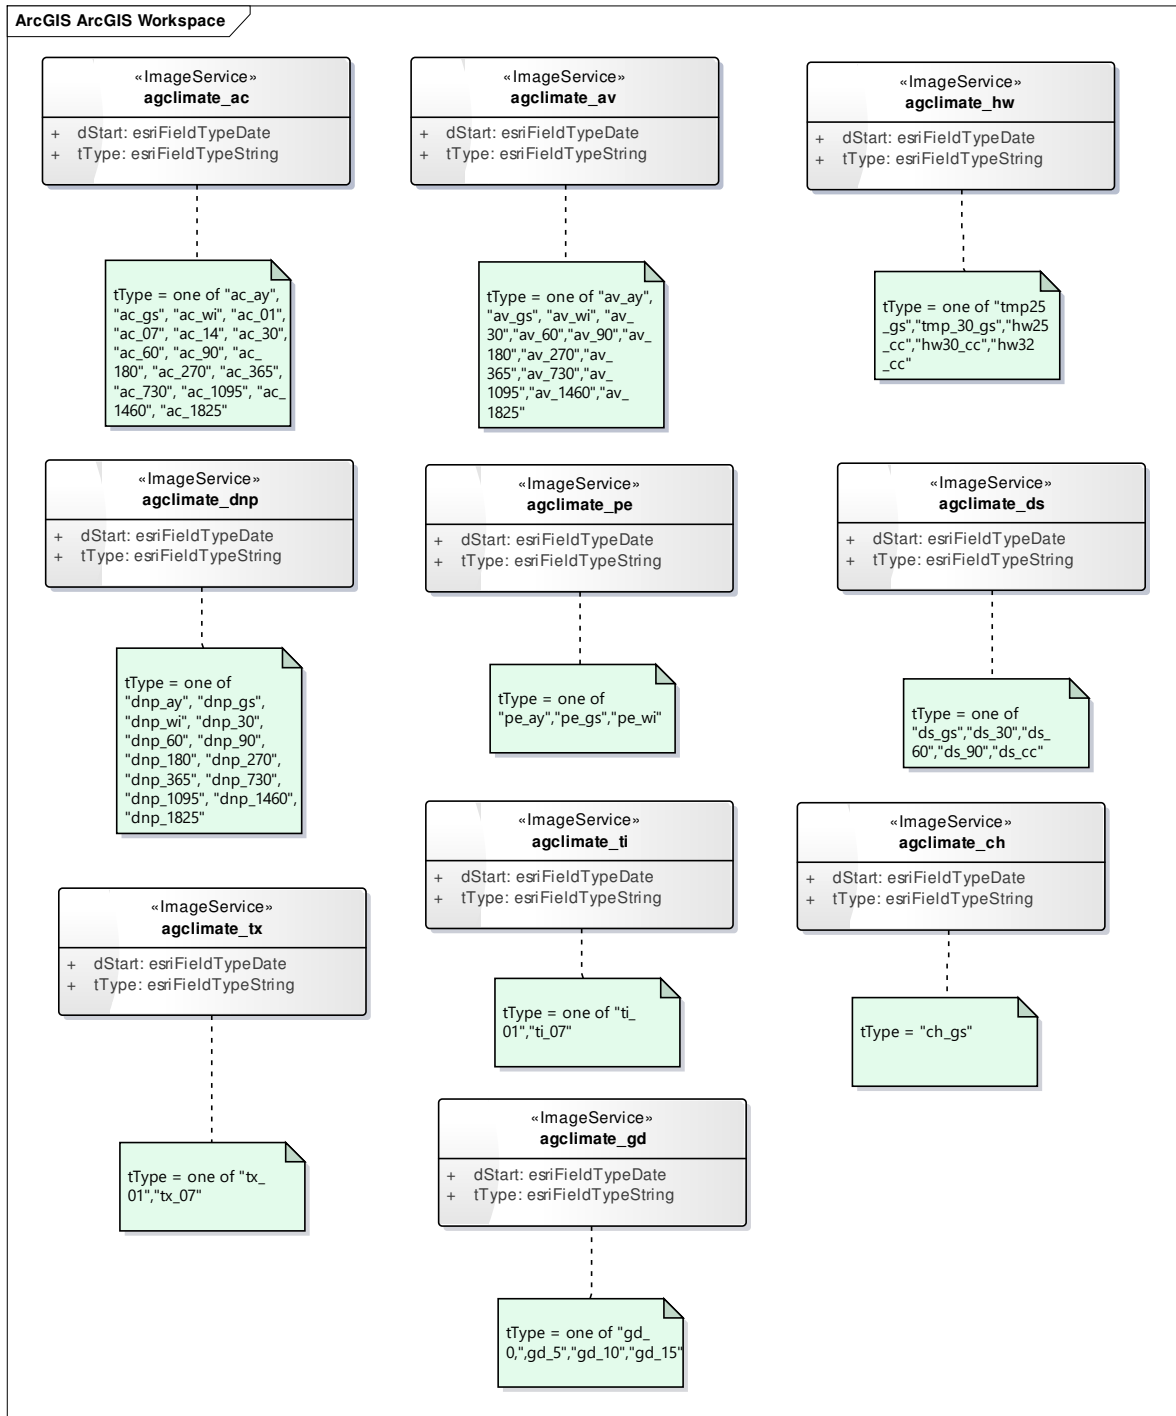 ArcGIS ArcGIS Workspace
«ImageService»
agclimate_ac
+ dStart: esriFieldTypeDate
+ tType: esriFieldTypeString
tType = one of "ac_ay",
"ac_gs", "ac_wi", "ac_01",
"ac_07", "ac_14", "ac_30",
"ac_60", "ac_90", "ac_
180", "ac_270", "ac_365",
"ac_730", "ac_1095", "ac_
1460", "ac_1825"
«ImageService»
agclimate_av
+ dStart: esriFieldTypeDate
+ tType: esriFieldTypeString
tType = one of "av_ay",
"av_gs", "av_wi", "av_
30","av_60","av_90","av_
180","av_270","av_
365","av_730","av_
1095","av_1460","av_
1825"
«ImageService»
agclimate_hw
+ dStart: esriFieldTypeDate
+ tType: esriFieldTypeString
tType = one of "tmp25
_gs","tmp_30_gs","hw25
_cc","hw30_cc","hw32
_cc"
«ImageService»
agclimate_dnp
+ dStart: esriFieldTypeDate
+ tType: esriFieldTypeString
tType = one of
"dnp_ay", "dnp_gs",
"dnp_wi", "dnp_30",
"dnp_60", "dnp_90",
"dnp_180", "dnp_270",
"dnp_365", "dnp_730",
"dnp_1095", "dnp_1460",
"dnp_1825"
«ImageService»
agclimate_pe
+ dStart: esriFieldTypeDate
+ tType: esriFieldTypeString
tType = one of
"pe_ay","pe_gs","pe_wi"
«ImageService»
agclimate_ds
+ dStart: esriFieldTypeDate
+ tType: esriFieldTypeString
tType = one of
"ds_gs","ds_30","ds_
60","ds_90","ds_cc"
«ImageService»
agclimate_ti
+ dStart: esriFieldTypeDate
+ tType: esriFieldTypeString
tType = one of "ti_
01","ti_07"
«ImageService»
agclimate_ch
+ dStart: esriFieldTypeDate
+ tType: esriFieldTypeString
tType = "ch_gs"
«ImageService»
agclimate_tx
+ dStart: esriFieldTypeDate
+ tType: esriFieldTypeString
tType = one of "tx_
01","tx_07"
«ImageService»
agclimate_gd
+ dStart: esriFieldTypeDate
+ tType: esriFieldTypeString
tType = one of "gd_
0,",gd_5","gd_10","gd_15"